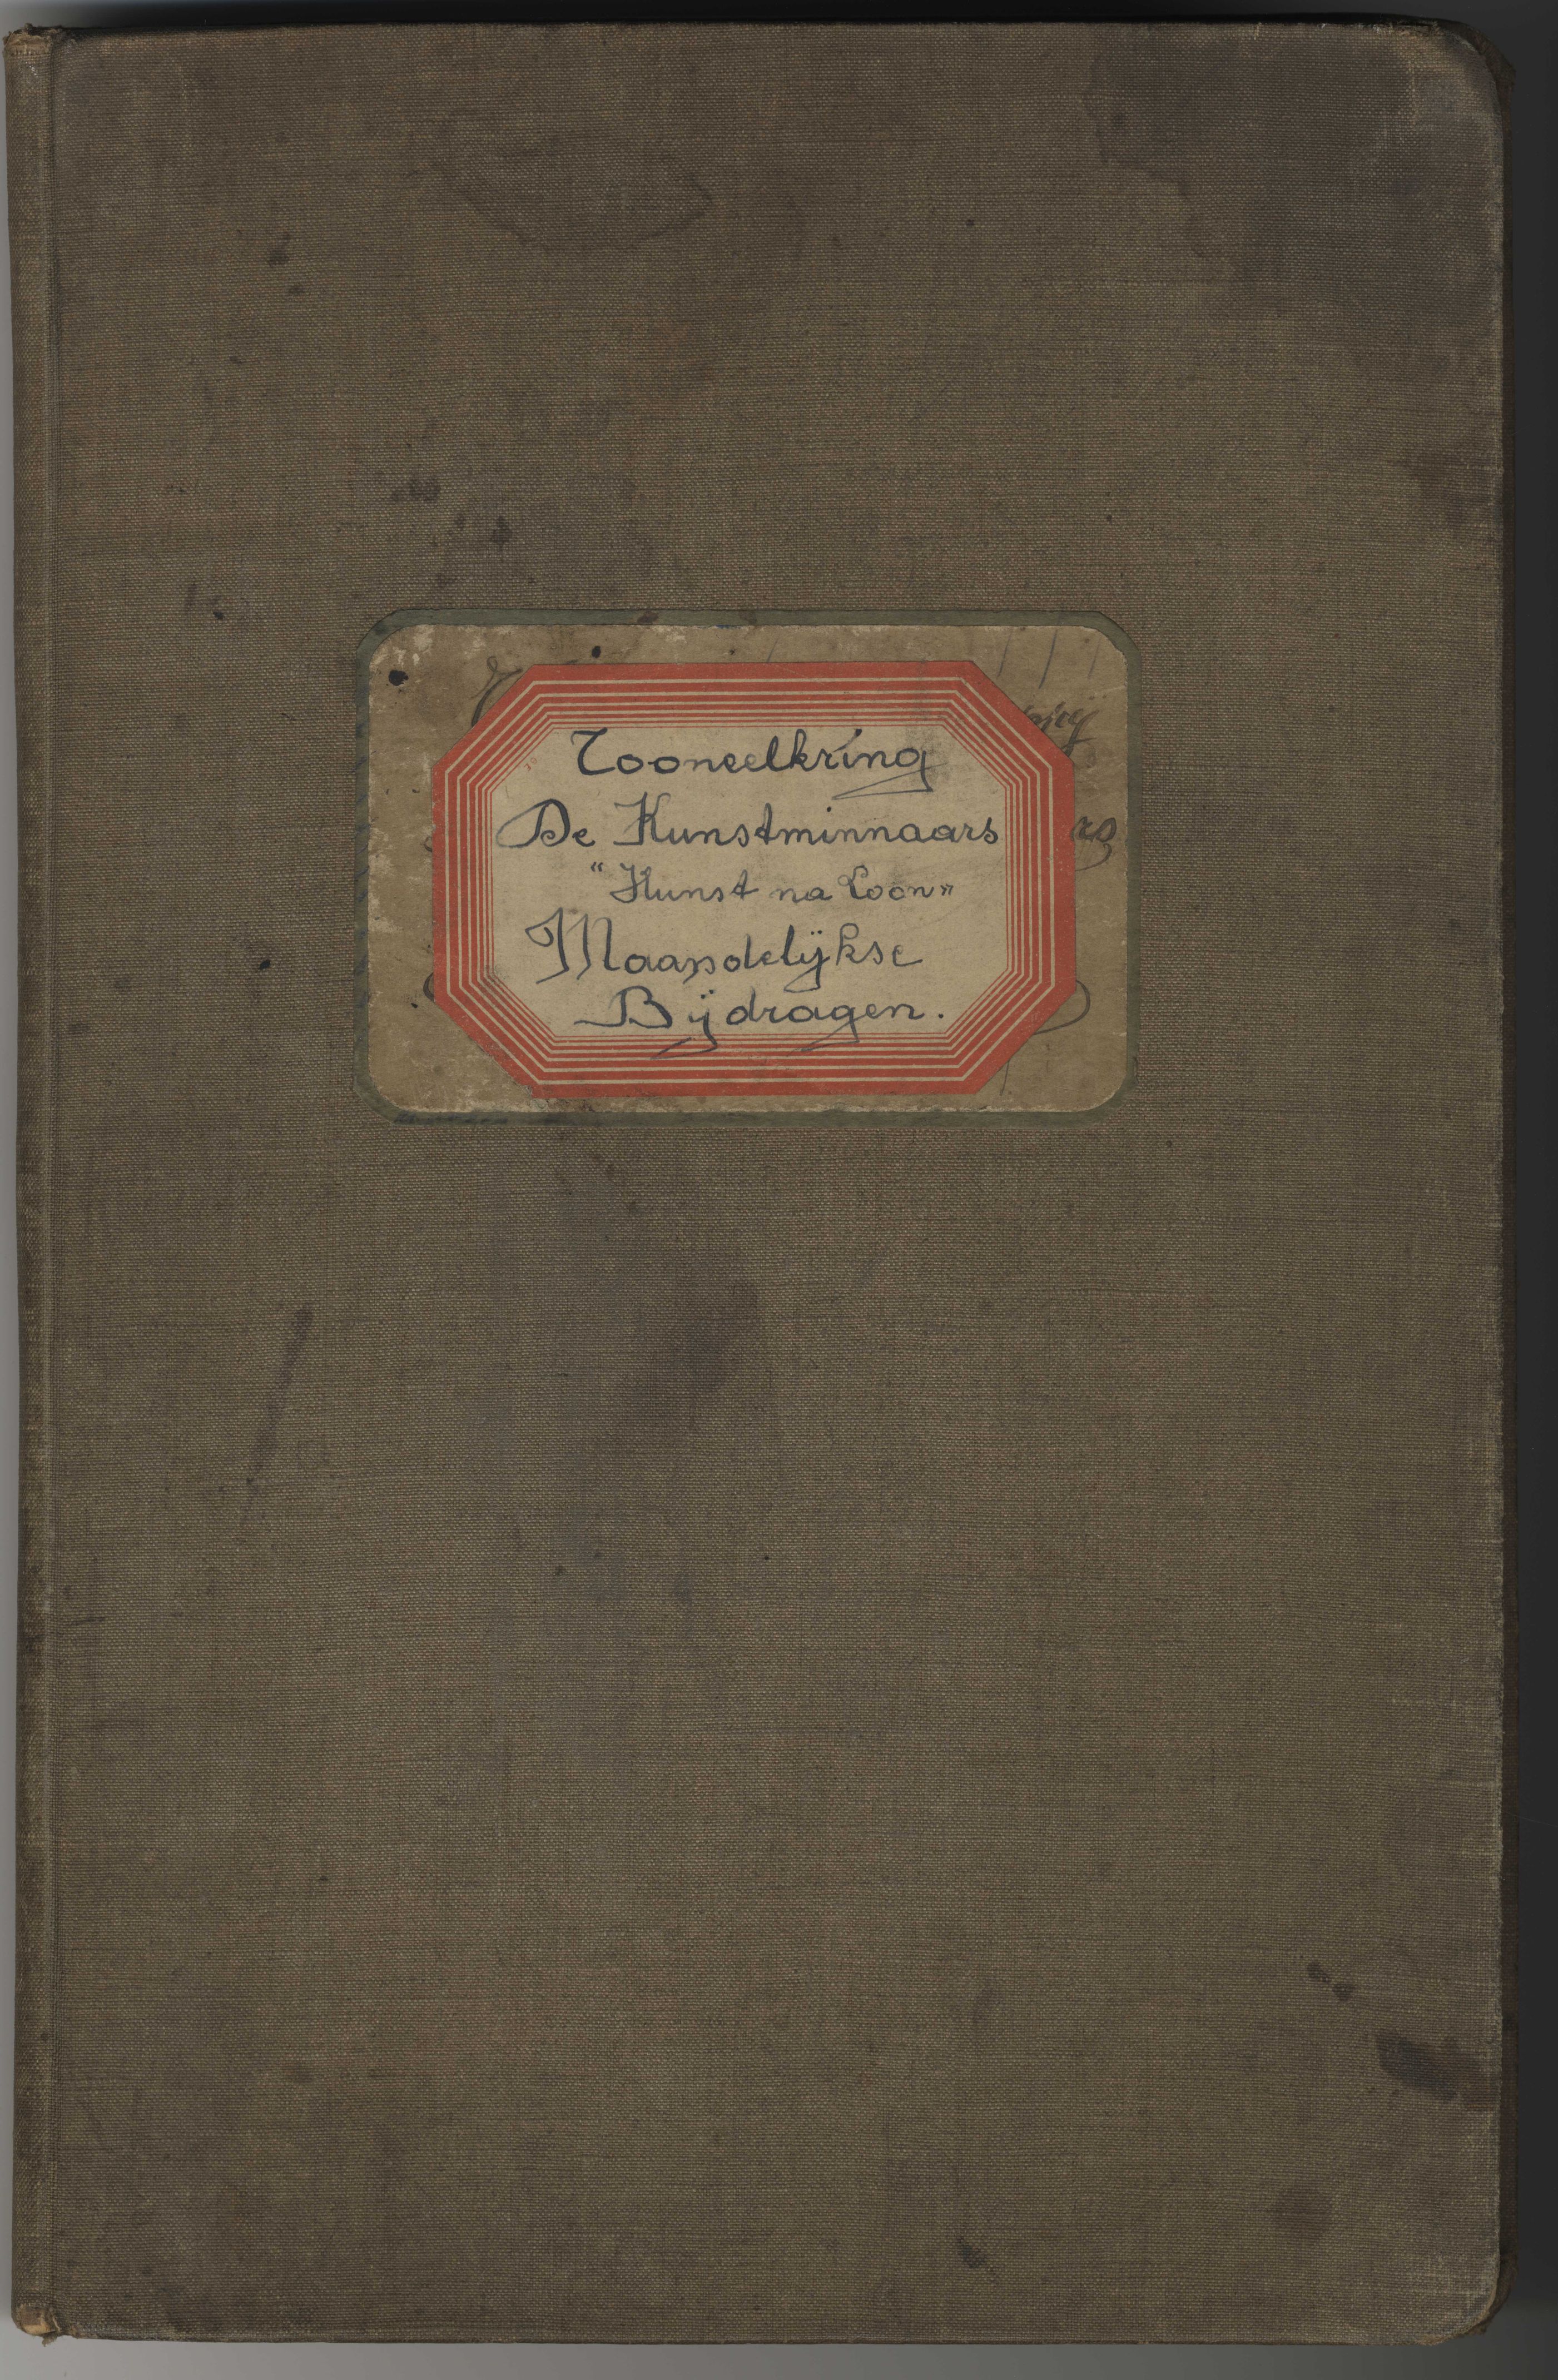 Tooneelkring
De Kunstminnaars
"Kunst na Loon"
Maandelijkse
Bijdragen.